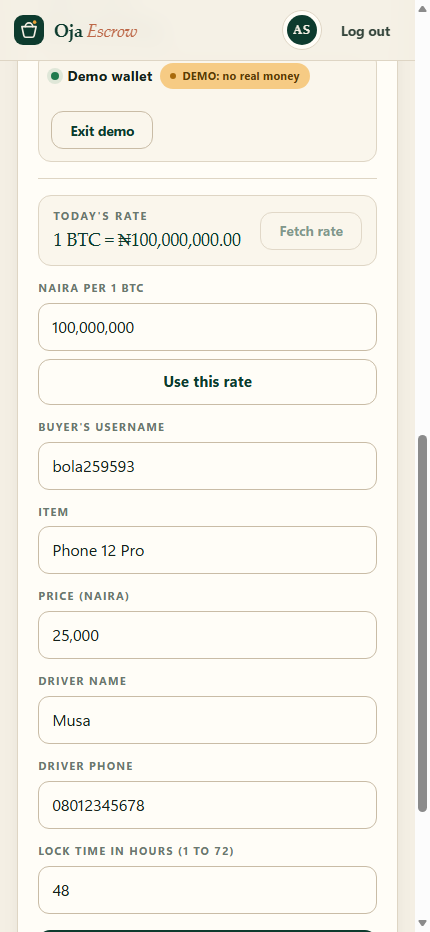 Oja Escrow
AS
Log out
Demo wallet
DEMO: no real money
Exit demo
TODAY'S RATE
1 BTC = ₦100,000,000.00
Fetch rate
NAIRA PER 1 BTC
100,000,000
Use this rate
BUYER'S USERNAME
bola259593
ITEM
Phone 12 Pro
PRICE (NAIRA)
25,000
DRIVER NAME
Musa
DRIVER PHONE
08012345678
LOCK TIME IN HOURS (1 TO 72)
48